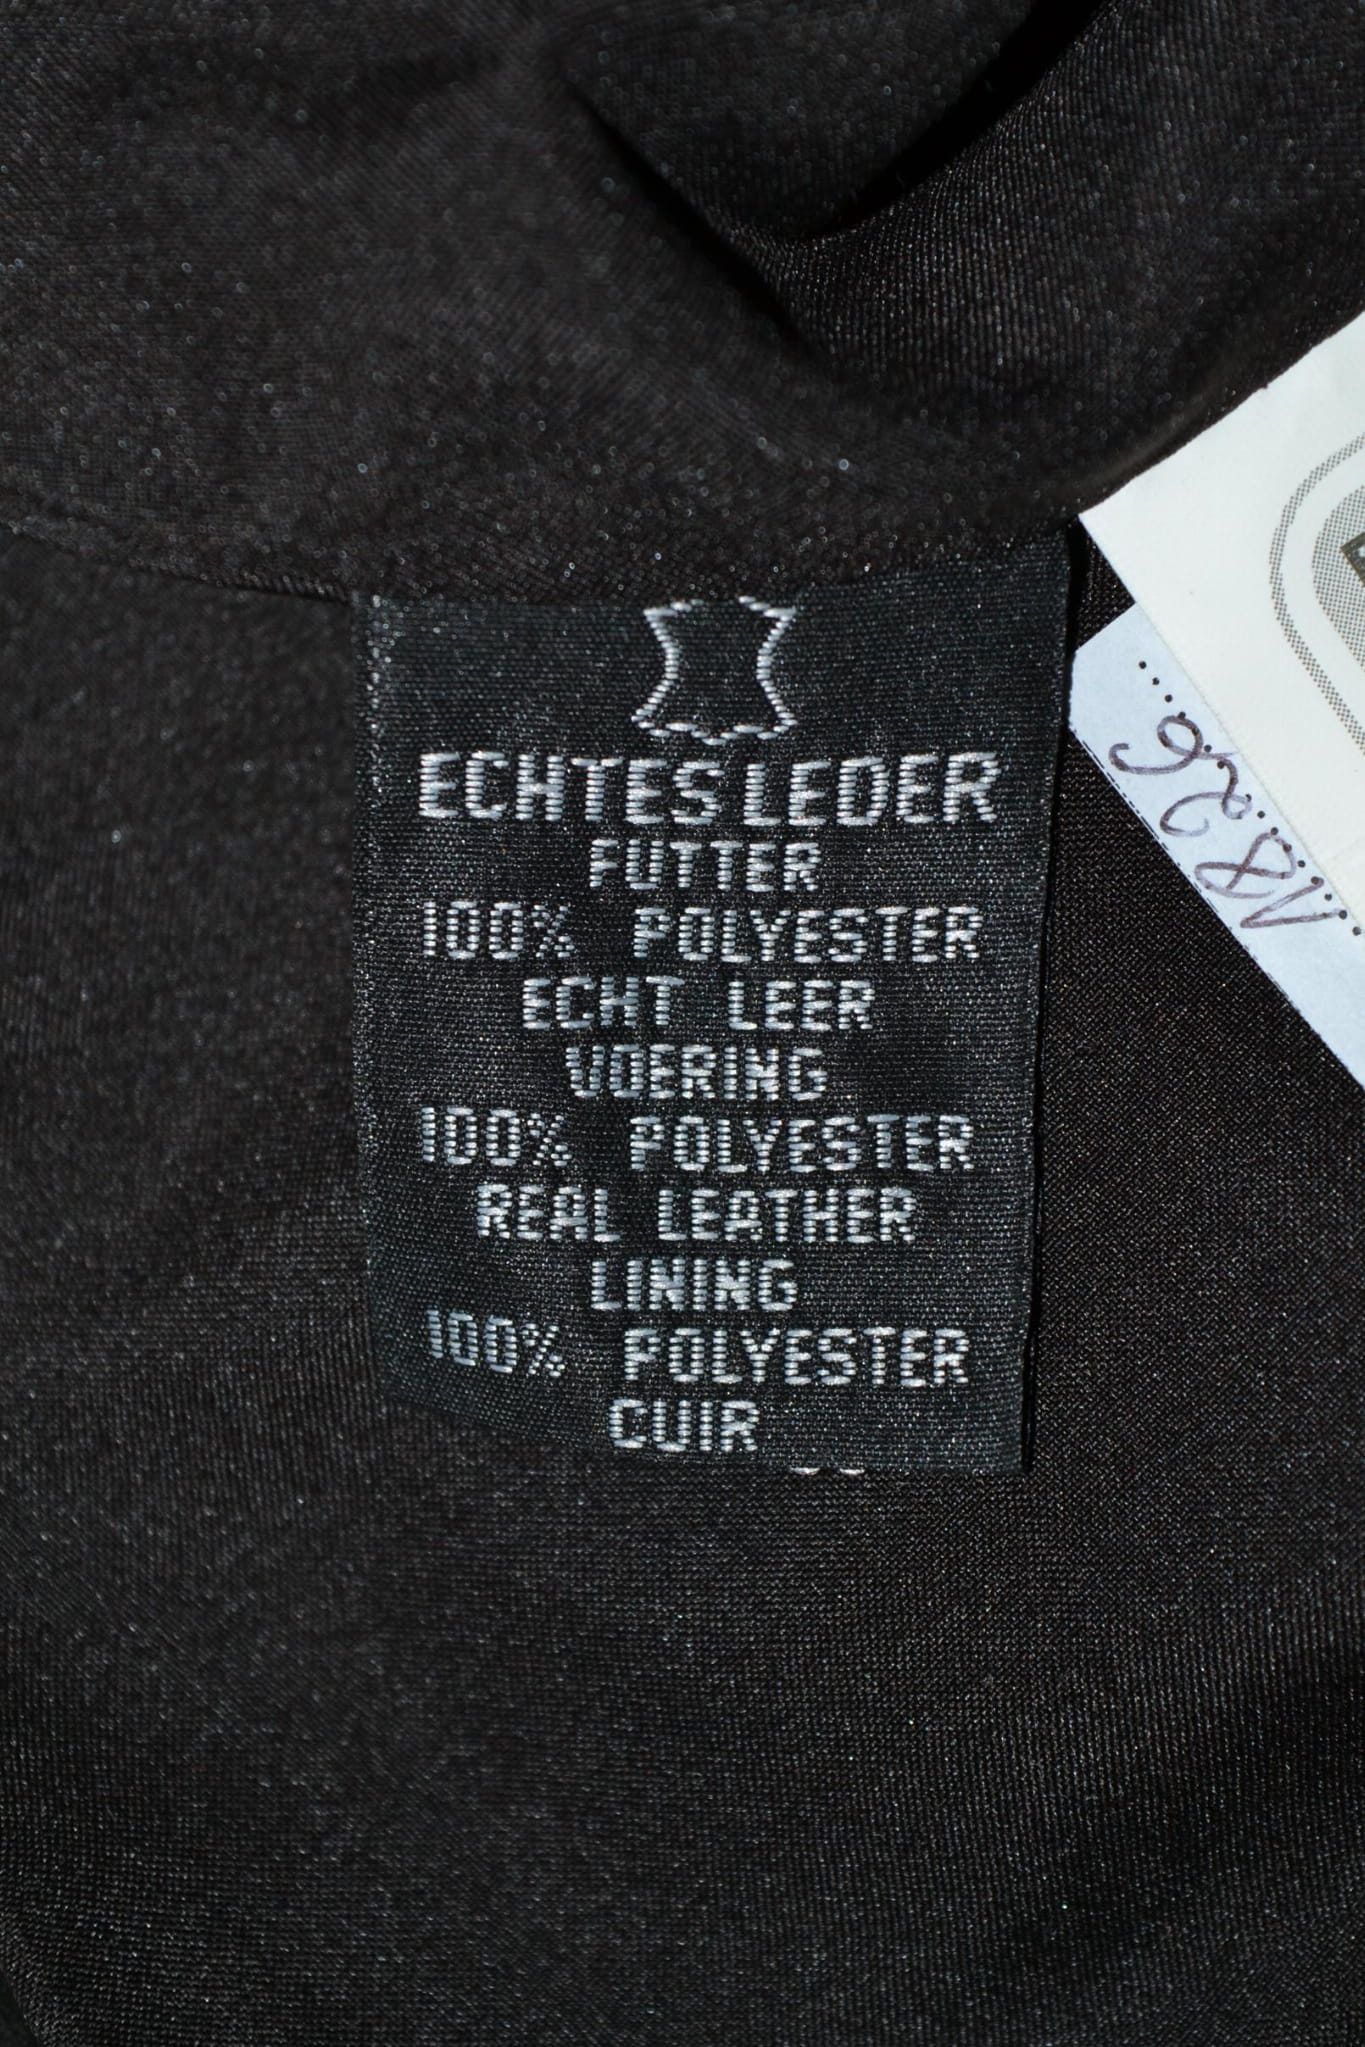 ECHTES LEDER
FUTTER
100% POLYESTER
ECHT LEER
VOERING
100% POLYESTER
REAL LEATHER
LINING
100% POLYESTER
CUIR